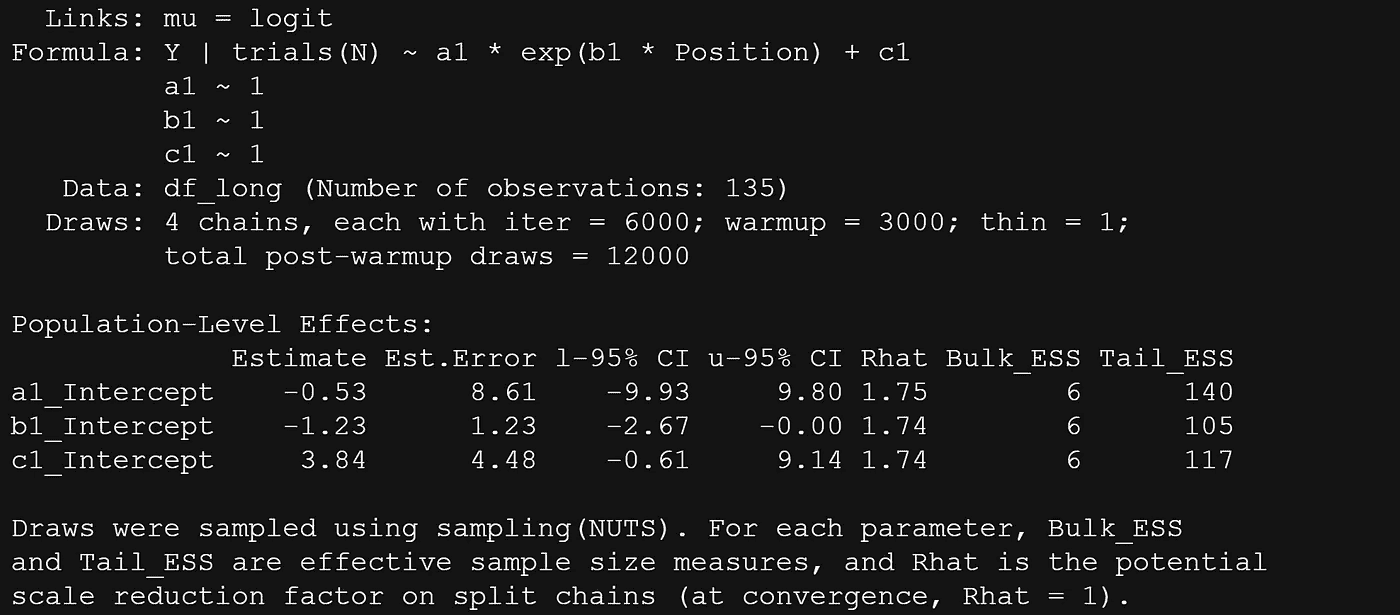 Links: mu = logit
Formula: Y | trials(N) ~ a1 * exp(b1 * Position) + c1
a1 ~ 1
b1 ~ 1
c1 ~ 1
Data: df_long (Number of observations: 135)
Draws: 4 chains, each with iter = 6000; warmup = 3000; thin = 1;
total post-warmup draws = 12000
Population-Level Effects:
Estimate Est.Error l-95% CI u-95% CI Rhat Bulk_ESS Tail_ESS
a1_Intercept -0.53 8.61 -9.93 9.80 1.75 6 140
b1_Intercept -1.23 1.23 -2.67 -0.00 1.74 6 105
c1_Intercept 3.84 4.48 -0.61 9.14 1.74 6 117
Draws were sampled using sampling(NUTS). For each parameter, Bulk_ESS
and Tail_ESS are effective sample size measures, and Rhat is the potential
scale reduction factor on split chains (at convergence, Rhat = 1).